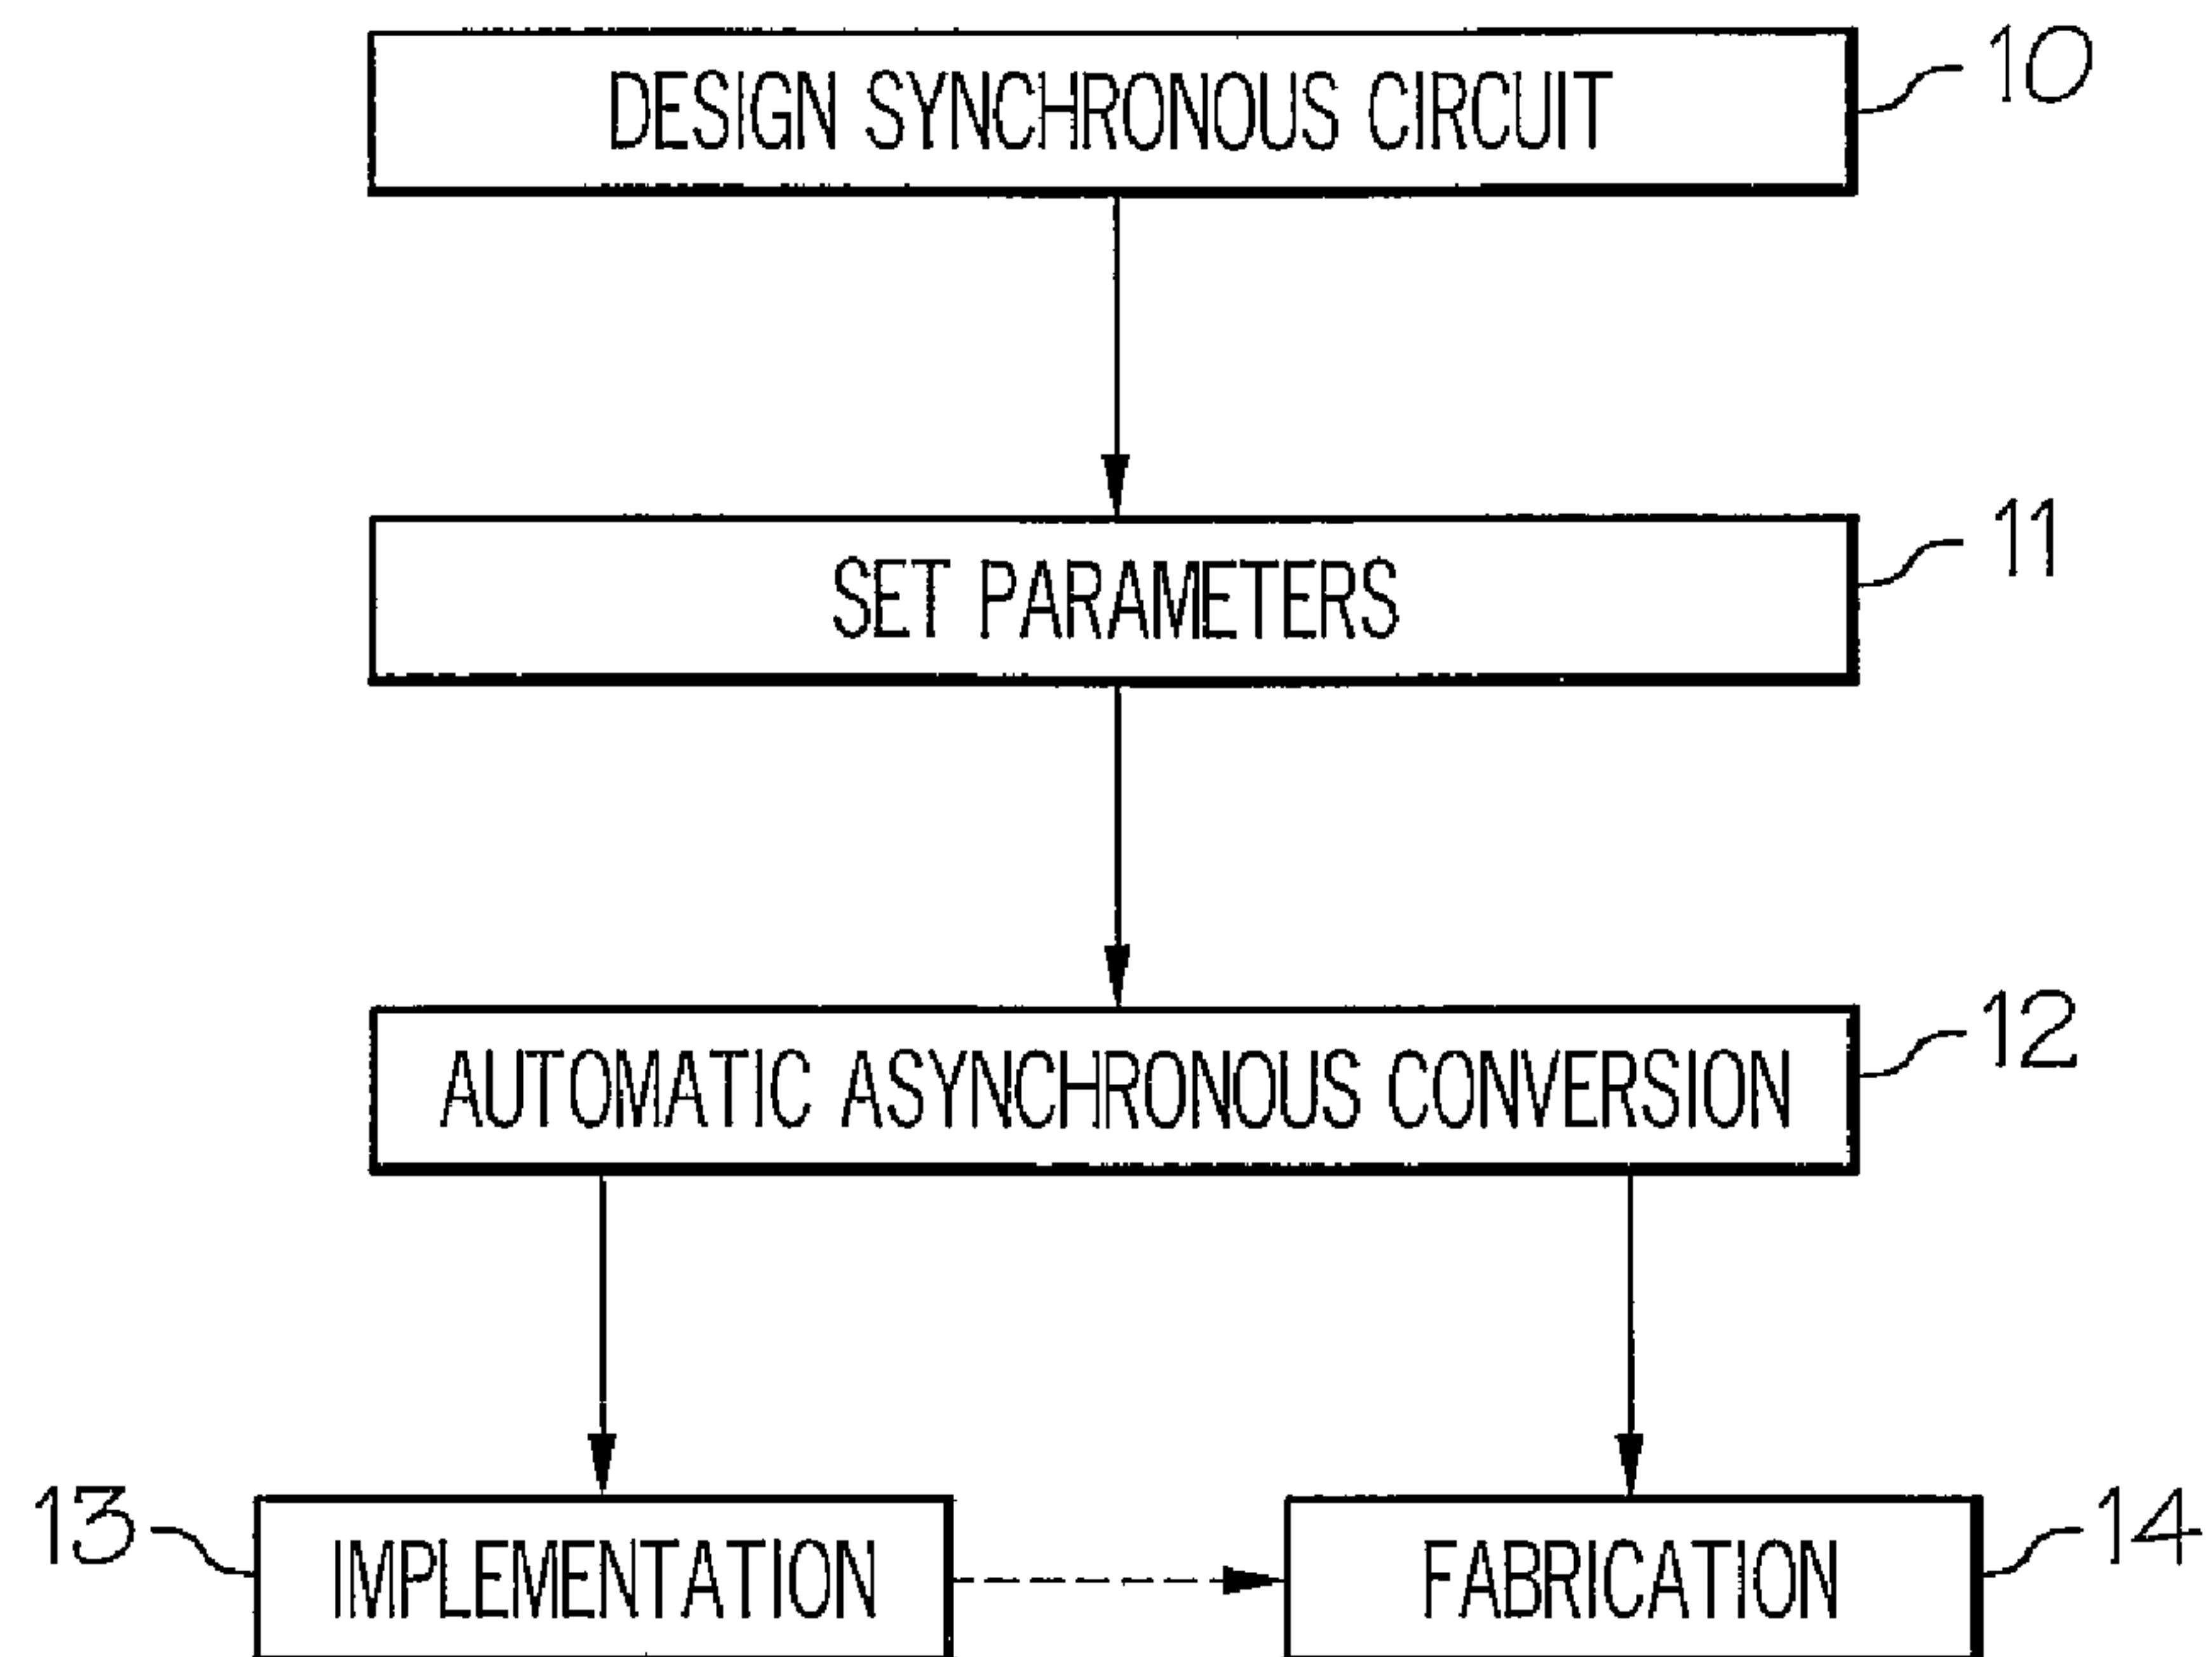 DESIGN SYNCHRONOUS CIRCUIT 10
SET PARAMETERS 11
AUTOMATIC ASYNCHRONOUS CONVERSION 12
13 IMPLEMENTATION FABRICATION 14